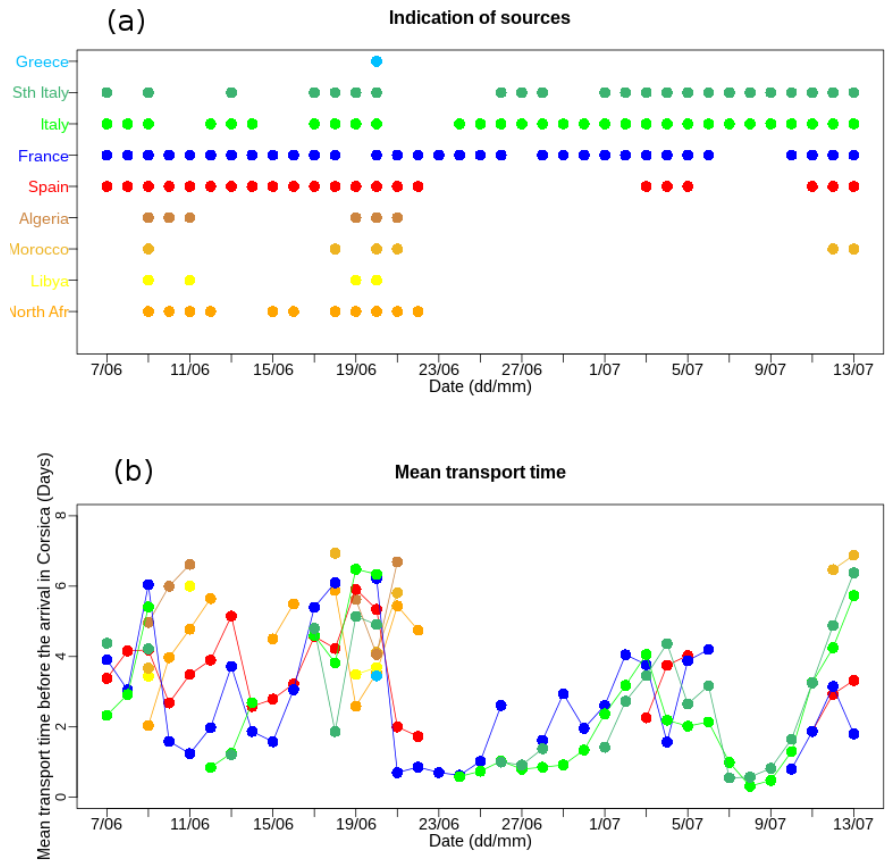 (a)
Indication of sources
Greece
Sth Italy
Italy
France
Spain
Algeria
Morocco
Libya
North Afr
7/06 11/06 15/06 19/06 23/06 27/06 1/07 5/07 9/07 13/07
Date (dd/mm)
(b)
Mean transport time
Mean transport time before the arrival in Corsica (Days)
8
6
4
2
0
7/06 11/06 15/06 19/06 23/06 27/06 1/07 5/07 9/07 13/07
Date (dd/mm)